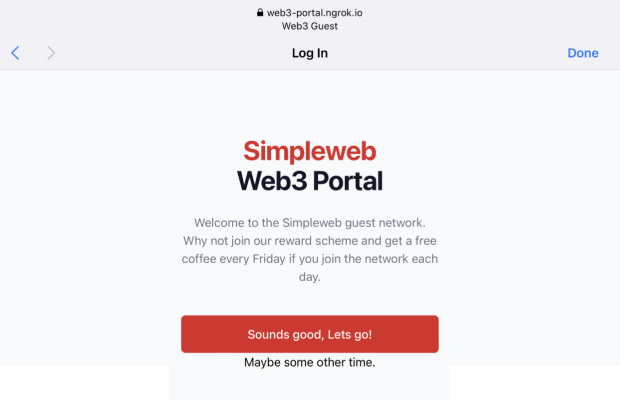 web3-portal.ngrok.io
Web3 Guest
Log In
Done
Simpleweb
Web3 Portal
Welcome to the Simpleweb guest network.
Why not join our reward scheme and get a free
coffee every Friday if you join the network each
day.
Sounds good, Lets go!
Maybe some other time.